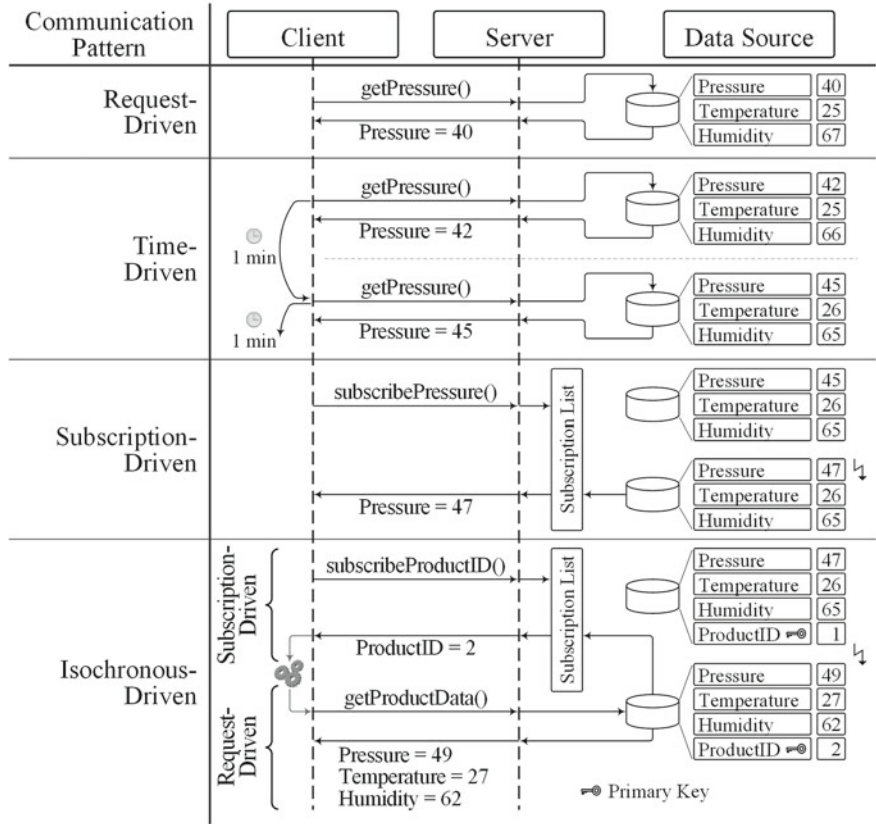 Communication
Pattern
Client
Server
Data Source
Request-
Driven
getPressure()
Pressure = 40
Pressure 40
Temperature 25
Humidity 67
Time-
Driven
1 min
getPressure()
Pressure = 42
Pressure 42
Temperature 25
Humidity 66
1 min
getPressure()
Pressure = 45
Pressure 45
Temperature 26
Humidity 65
Subscription-
Driven
subscribePressure()
Subscription List
Pressure = 47
Pressure 45
Temperature 26
Humidity 65
Pressure 47
Temperature 26
Humidity 65
Isochronous-
Driven
Subscription-
Driven
subscribeProductID()
Subscription List
ProductID = 2
Pressure 47
Temperature 26
Humidity 65
ProductID 1
Request-
Driven
getProductData()
Pressure = 49
Temperature = 27
Humidity = 62
Pressure 49
Temperature 27
Humidity 62
ProductID 2
Primary Key